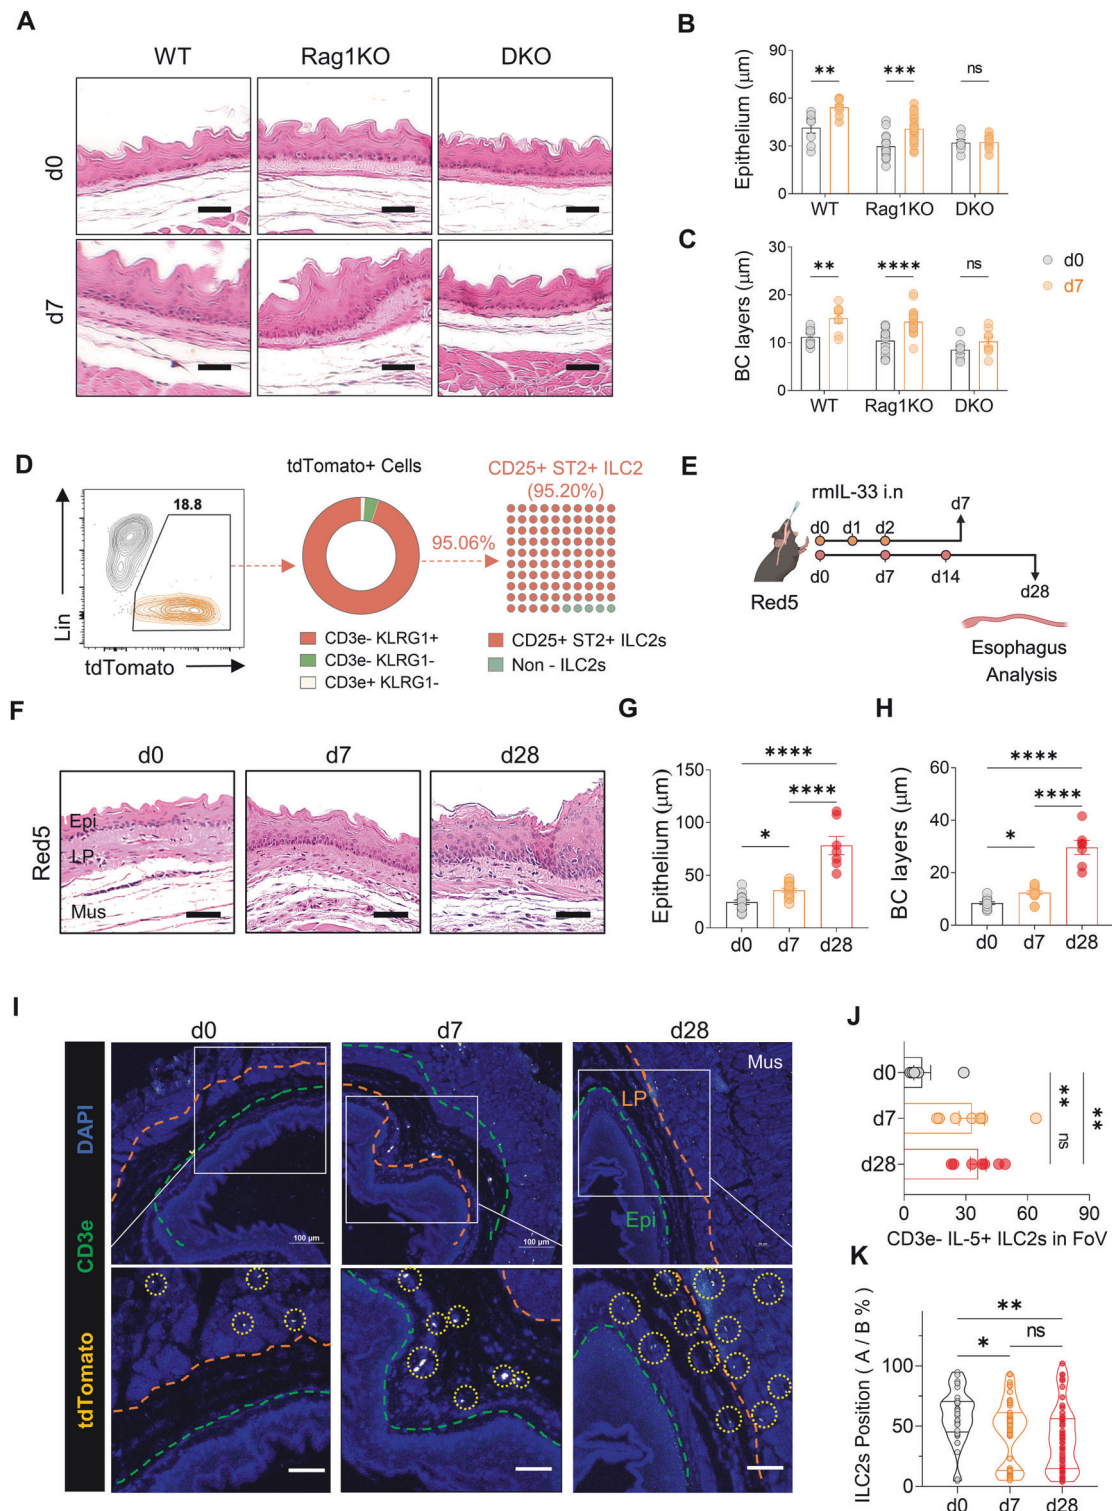 A
WT
Rag1KO
DKO
d0
d7
B
Epithelium (μm)
90
60
30
0
**
***
ns
WT
Rag1KO
DKO
C
BC layers (μm)
30
20
10
0
**
****
ns
WT
Rag1KO
DKO
d0
d7
D
18.8
Lin
tdTomato
tdTomato+ Cells
95.06%
CD3e- KLRG1+
CD3e- KLRG1-
CD3e+ KLRG1-
CD25+ ST2+ ILC2
(95.20%)
CD25+ ST2+ ILC2s
Non - ILC2s
E
rmIL-33 i.n
d7
d0 d1 d2
d0 d7 d14
d28
Red5
Esophagus
Analysis
F
d0
d7
d28
Red5
Epi
LP
Mus
G
Epithelium (μm)
150
100
50
0
****
****
*
d0 d7 d28
H
BC layers (μm)
60
40
20
0
****
****
*
d0 d7 d28
I
d0
d7
d28
tdTomato CD3e DAPI
100 μm
100 μm
Mus
LP
Epi
J
d0
d7
d28
**
ns
**
0 30 60 90
CD3e- IL-5+ ILC2s in FoV
K
ILC2s Position ( A / B % )
100
50
0
**
*
ns
d0 d7 d28